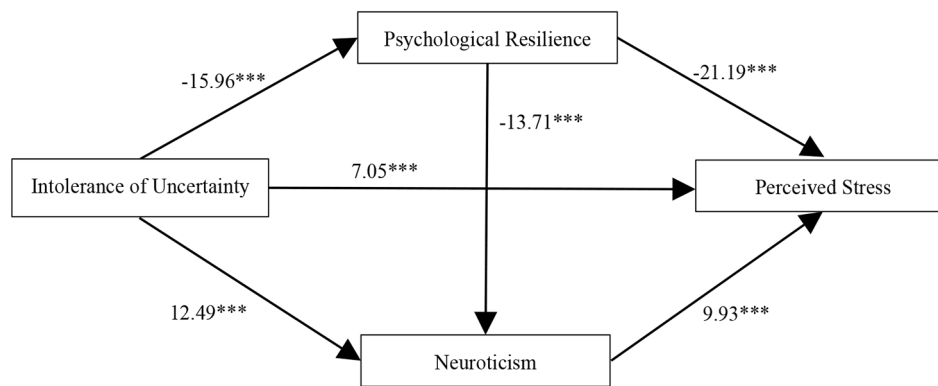 Psychological Resilience
-15.96***
-21.19***
-13.71***
7.05***
Intolerance of Uncertainty
Perceived Stress
12.49***
9.93***
Neuroticism